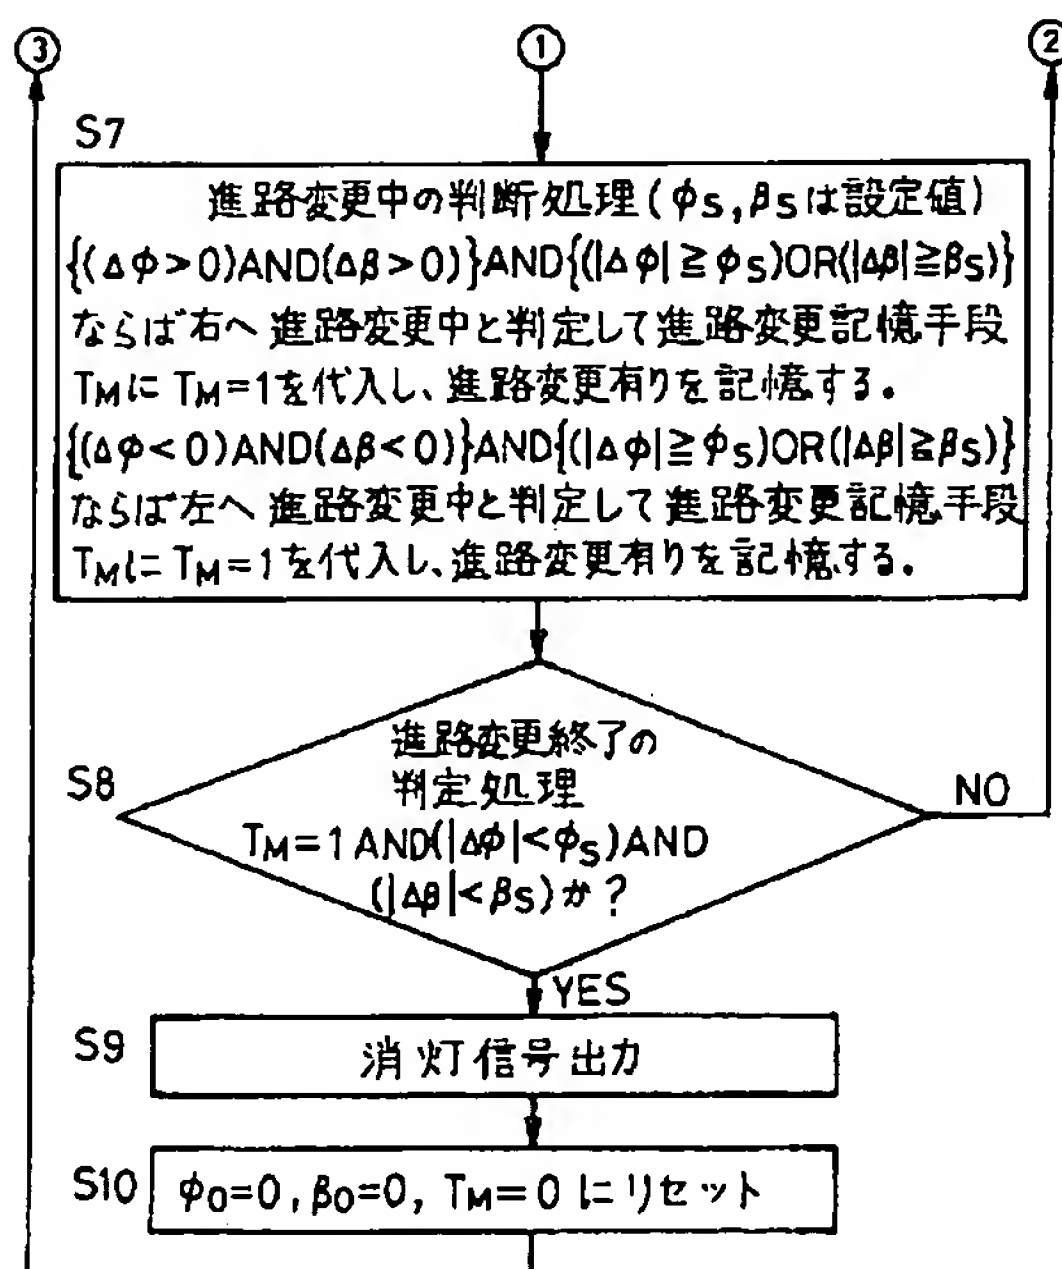 ③
①
②
S7
進路変更中の判断処理(φS,βSは設定値)
{(Δφ>0)AND(Δβ>0)}AND{(|Δφ|≧φS)OR(|Δβ|≧βS)}
ならば右へ進路変更中と判定して進路変更記憶手段
TMにTM=1を代入し、進路変更有りを記憶する。
{(Δφ<0)AND(Δβ<0)}AND{(|Δφ|≧φS)OR(|Δβ|≧βS)}
ならば左へ進路変更中と判定して進路変更記憶手段
TMにTM=1を代入し、進路変更有りを記憶する。
進路変更終了の
S8
判定処理
NO
TM=1 AND(|Δφ|<φS)AND
(|Δβ|<βS)か?
YES
S9
消灯信号出力
S10
φ0=0,β0=0,TM=0にリセット